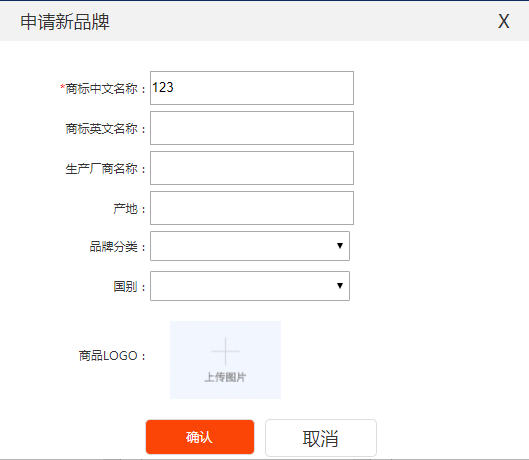 申请新品牌 X
*商标中文名称： 123
商标英文名称：
生产厂商名称：
产地：
品牌分类：
国别：
商品LOGO：
上传图片
确认 取消